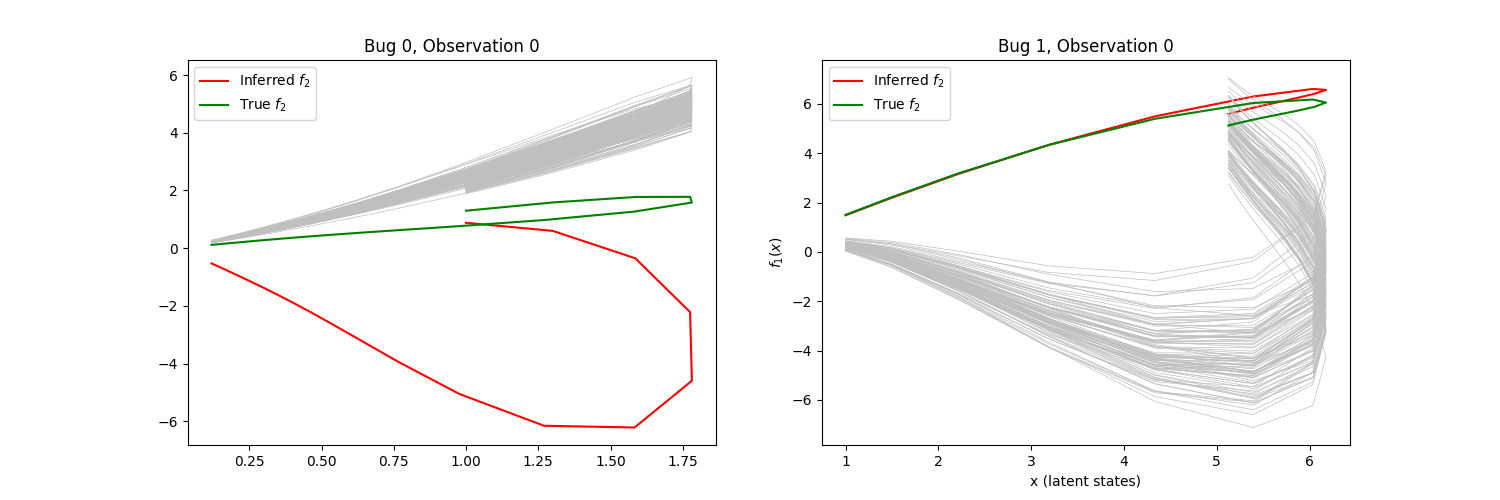 Bug 0, Observation 0
Inferred f₂
True f₂
6
4
2
0
−2
−4
−6
0.25 0.50 0.75 1.00 1.25 1.50 1.75
Bug 1, Observation 0
Inferred f₂
True f₂
f₁(x)
6
4
2
0
−2
−4
−6
1 2 3 4 5 6
x (latent states)